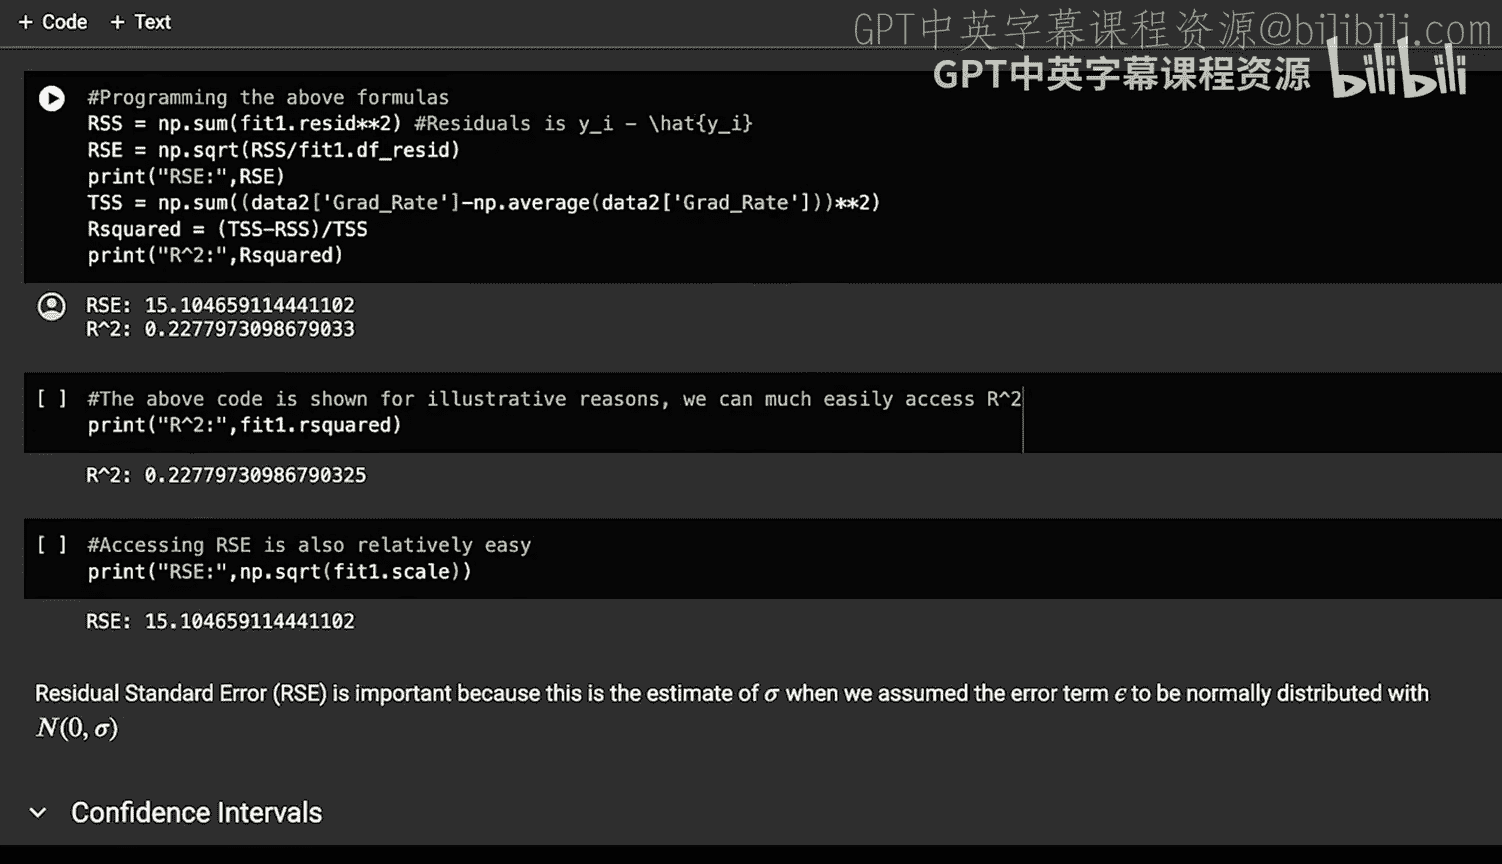 + Code + Text
GPT中英字幕课程资源@bilibili.com
GPT中英字幕课程资源 bilibili
#Programming the above formulas
RSS = np.sum(fit1.resid**2) #Residuals is y_i - \hat{y_i}
RSE = np.sqrt(RSS/fit1.df_resid)
print("RSE:",RSE)
TSS = np.sum((data2['Grad_Rate']-np.average(data2['Grad_Rate']))**2)
Rsquared = (TSS-RSS)/TSS
print("R^2:",Rsquared)
RSE: 15.104659114441102
R^2: 0.2277973098679033
[ ] #The above code is shown for illustrative reasons, we can much easily access R^2
print("R^2:",fit1.rsquared)
R^2: 0.22779730986790325
[ ] #Accessing RSE is also relatively easy
print("RSE:",np.sqrt(fit1.scale))
RSE: 15.104659114441102
Residual Standard Error (RSE) is important because this is the estimate of σ when we assumed the error term ϵ to be normally distributed with
N(0, σ)
Confidence Intervals